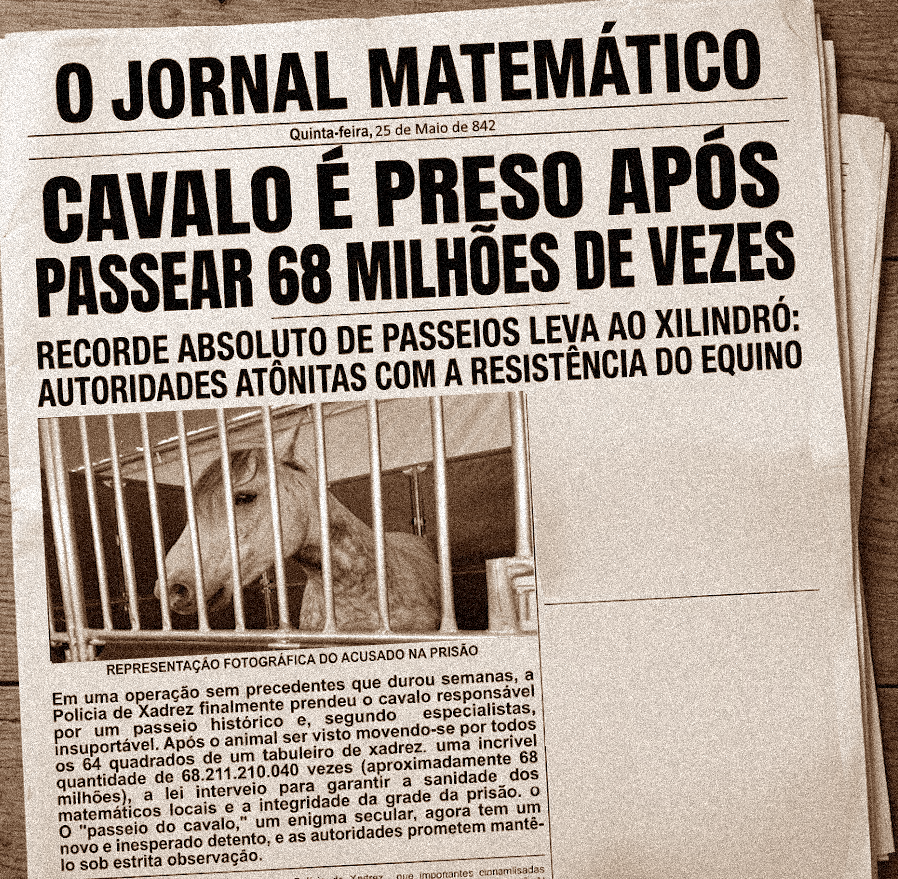 O JORNAL MATEMÁTICO
Quinta-feira, 25 de Maio de 842
CAVALO É PRESO APÓS
PASSEAR 68 MILHÕES DE VEZES
RECORDE ABSOLUTO DE PASSEIOS LEVA AO XILINDRÓ:
AUTORIDADES ATÔNITAS COM A RESISTÊNCIA DO EQUINO
REPRESENTAÇÃO FOTOGRÁFICA DO ACUSADO NA PRISÃO
Em uma operação sem precedentes que durou semanas, a
Policia de Xadrez finalmente prendeu o cavalo responsável
por um passeio histórico e, segundo especialistas,
insuportável. Após o animal ser visto movendo-se por todos
os 64 quadrados de um tabuleiro de xadrez. uma incrivel
quantidade de 68.211.210.040 vezes (aproximadamente 68
milhões), a lei interveio para garantir a sanidade dos
matemáticos locais e a integridade da grade da prisão. o
O "passeio do cavalo," um enigma secular, agora tem um
novo e inesperado detento, e as autoridades prometem mantê-
lo sob estrita observação.
de Xadrez que importantes